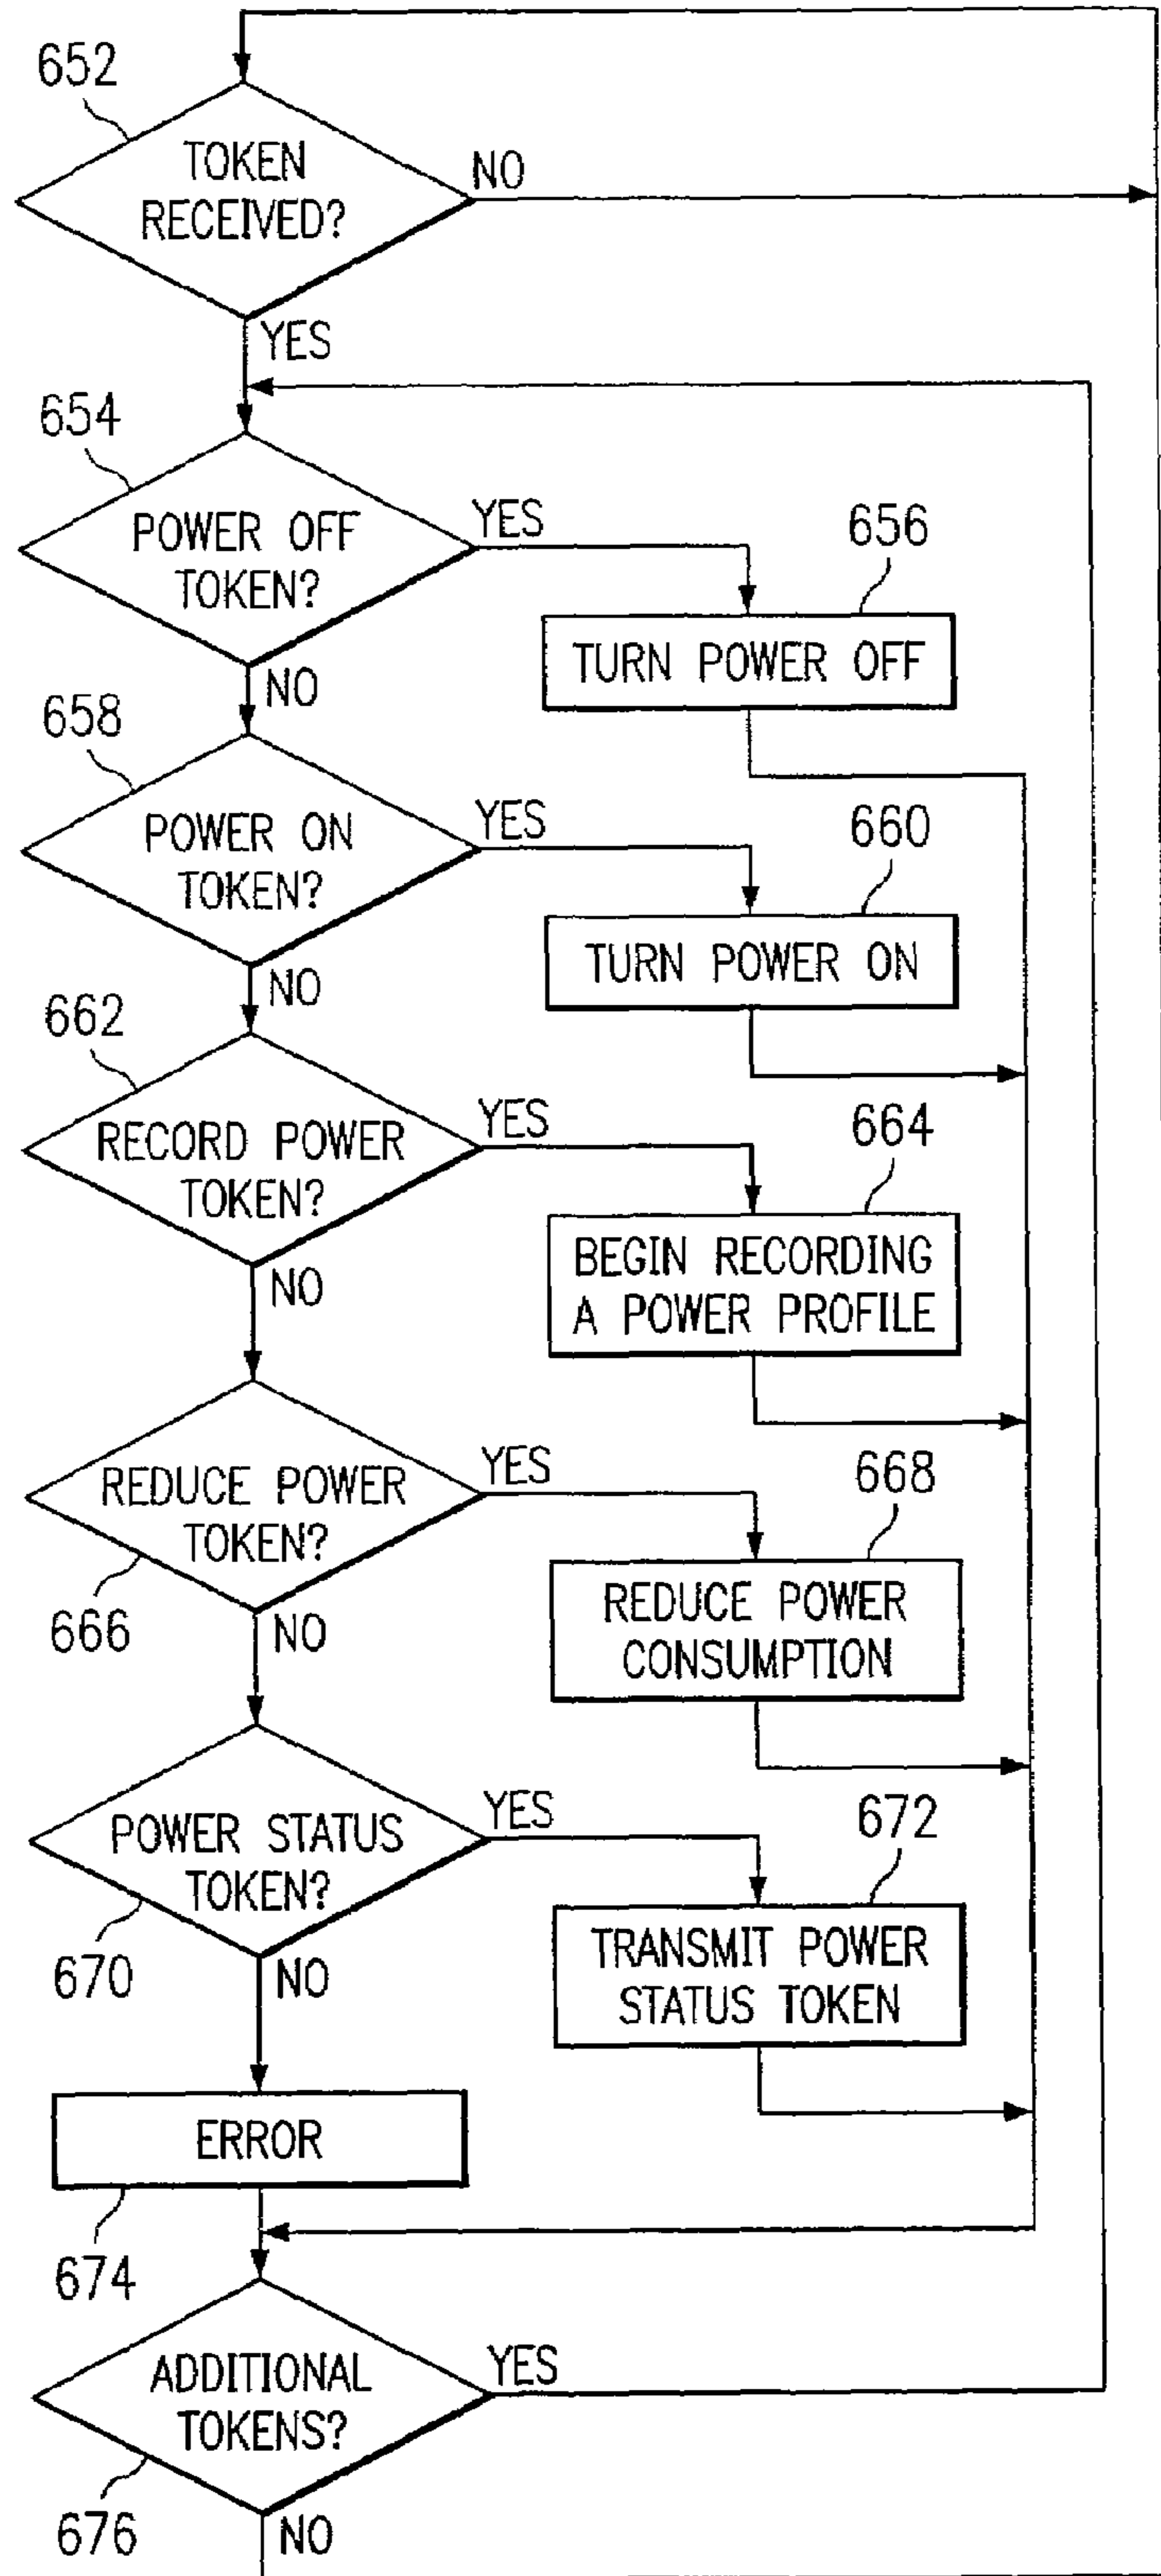 652
TOKEN
RECEIVED?
NO
YES
654
POWER OFF
TOKEN?
YES
656
TURN POWER OFF
NO
658
POWER ON
TOKEN?
YES
660
TURN POWER ON
NO
662
RECORD POWER
TOKEN?
YES
664
BEGIN RECORDING
A POWER PROFILE
NO
REDUCE POWER
TOKEN?
YES
668
666
REDUCE POWER
CONSUMPTION
NO
POWER STATUS
TOKEN?
YES
672
670
TRANSMIT POWER
STATUS TOKEN
NO
ERROR
674
ADDITIONAL
TOKENS?
YES
676
NO